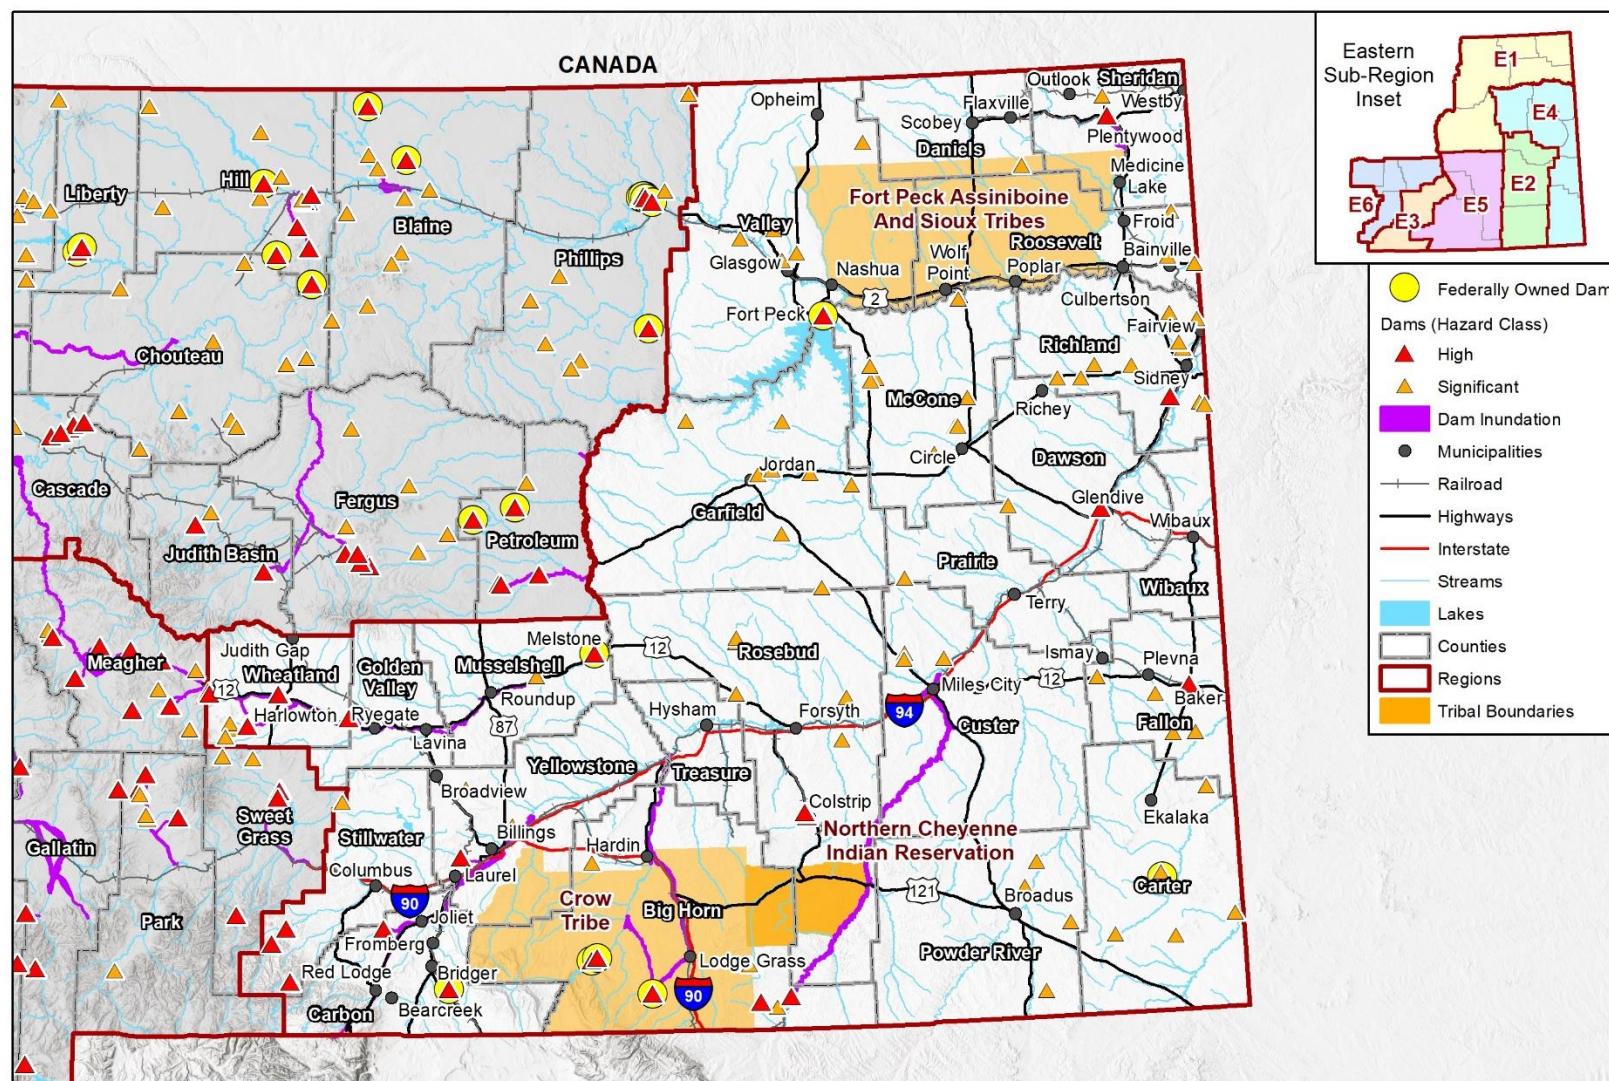 CANADA
Outlook
Sheridan
Opheim
Flaxville
Westby
Scobey
Plentywood
Daniels
Medicine
Lake
Hill
Liberty
Blaine
Fort Peck Assiniboine
And Sioux Tribes
Valley
Froid
Roosevelt
Bainville
Phillips
Glasgow
Nashua
Wolf
Point
Poplar
2
Culbertson
Fort Peck
Fairview
Chouteau
Richland
Sidney
McCone
Richey
Circle
Dawson
Jordan
Cascade
Fergus
Glendive
Garfield
Wibaux
Judith Basin
Petroleum
Prairie
Wibaux
Terry
Melstone
12
Judith Gap
Meagher
Wheatland
Golden
Valley
Musselshell
Rosebud
Ismay
Plevna
12
12
Miles City
Roundup
Baker
Harlowton
Ryegate
Hysham
Forsyth
94
87
Custer
Fallon
Lavina
Yellowstone
Treasure
Broadview
Colstrip
Ekalaka
Sweet
Grass
Stillwater
Billings
Northern Cheyenne
Indian Reservation
Gallatin
Hardin
Columbus
Laurel
121
Carter
90
Crow
Tribe
Broadus
Park
Joliet
Big Horn
Fromberg
Powder River
Red Lodge
Bridger
Lodge Grass
90
Carbon
Bearcreek
Eastern
Sub-Region
Inset
E1
E4
E2
E6
E3
E5
Federally Owned Dam
Dams (Hazard Class)
High
Significant
Dam Inundation
Municipalities
Railroad
Highways
Interstate
Streams
Lakes
Counties
Regions
Tribal Boundaries